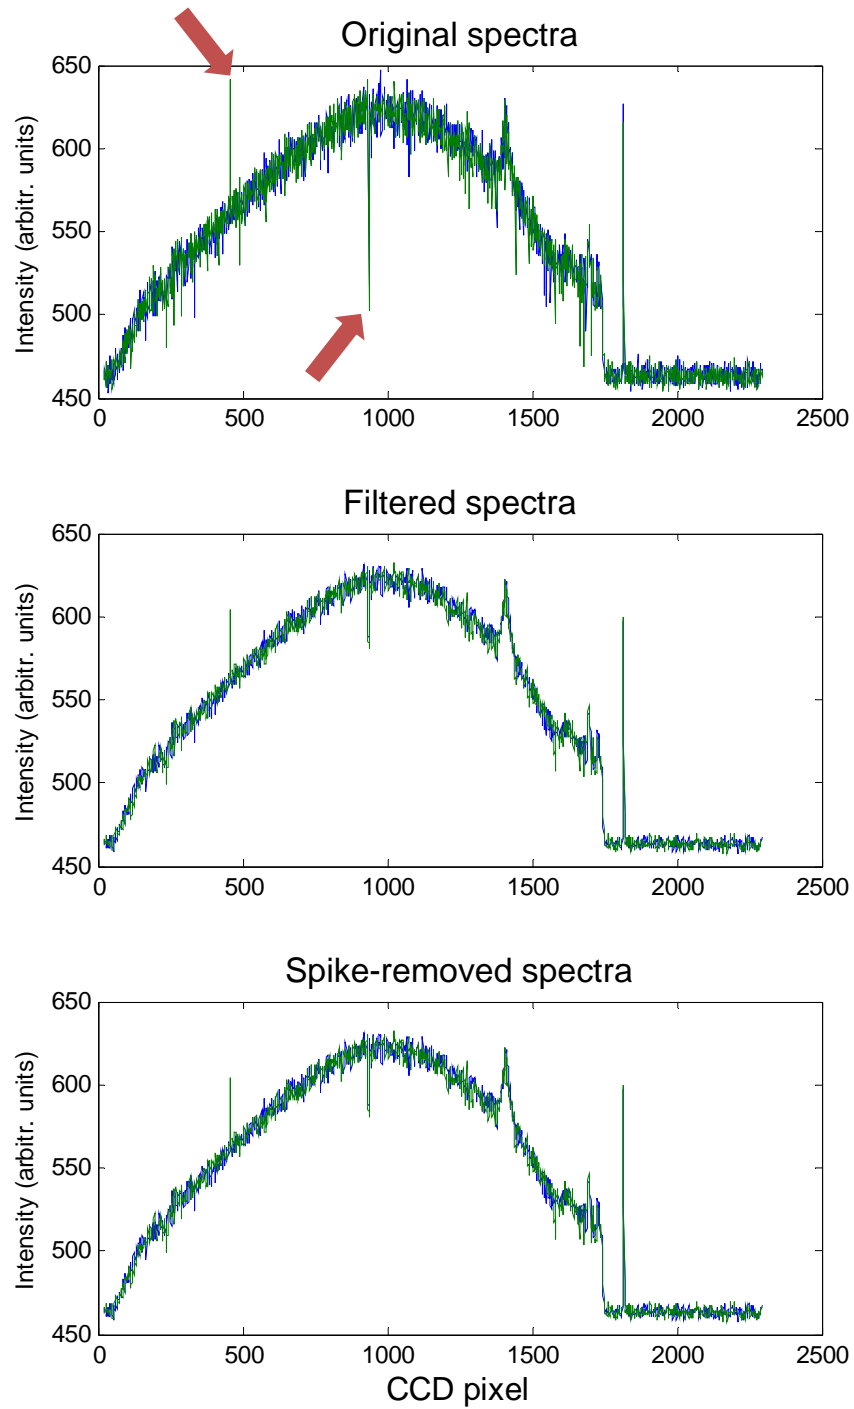 Original spectra
650
600
550
500
450
Intensity (arbitr. units)
0 500 1000 1500 2000 2500
Filtered spectra
650
600
550
500
450
Intensity (arbitr. units)
0 500 1000 1500 2000 2500
Spike-removed spectra
650
600
550
500
450
Intensity (arbitr. units)
0 500 1000 1500 2000 2500
CCD pixel